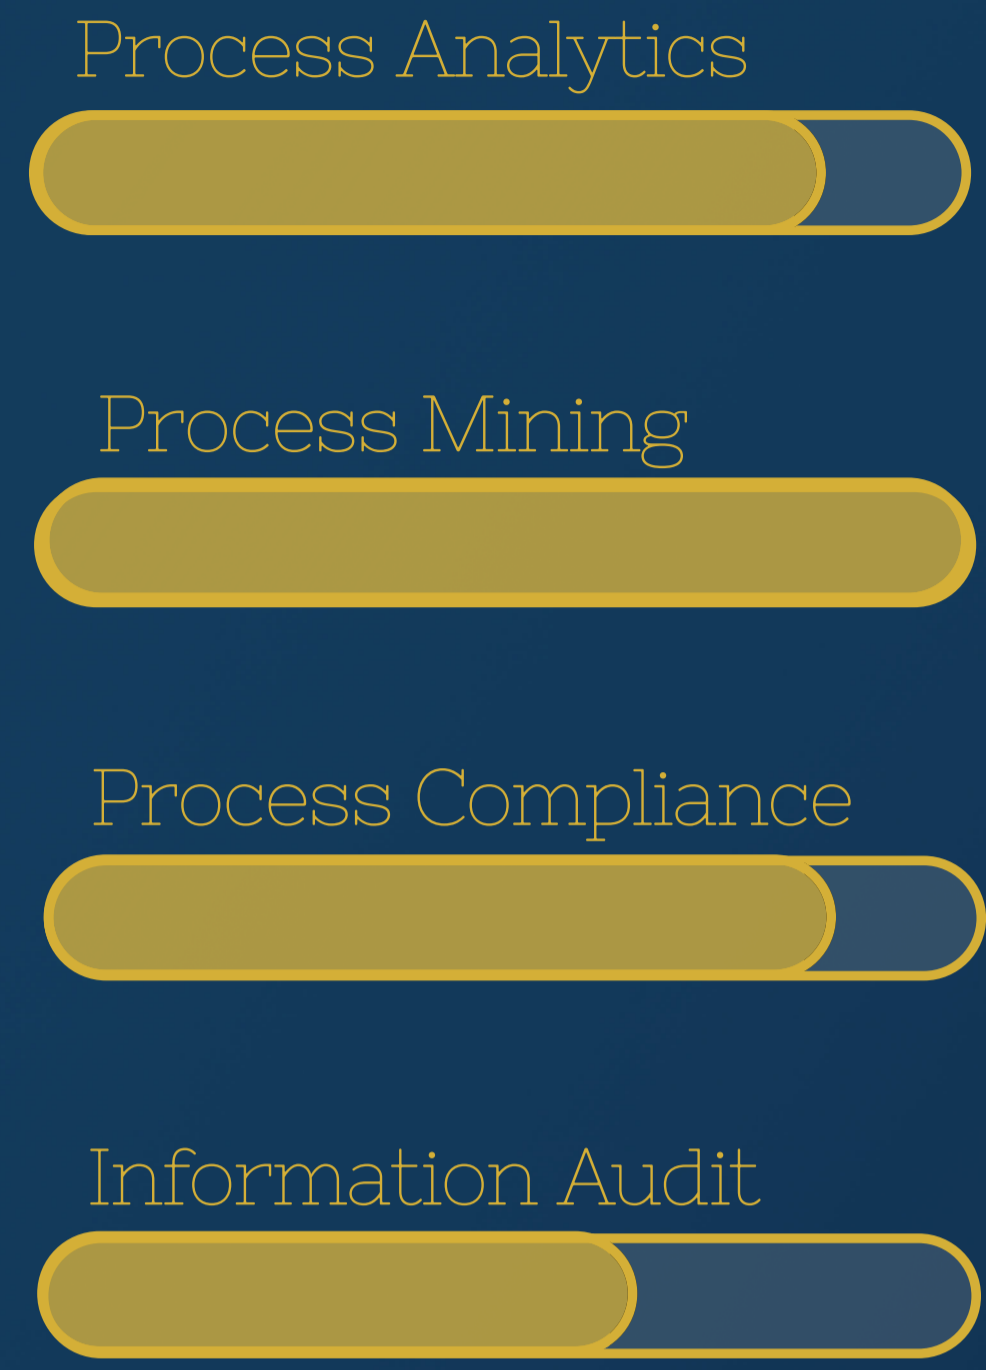 Process Analytics
Process Mining
Process Compliance
Information Audit